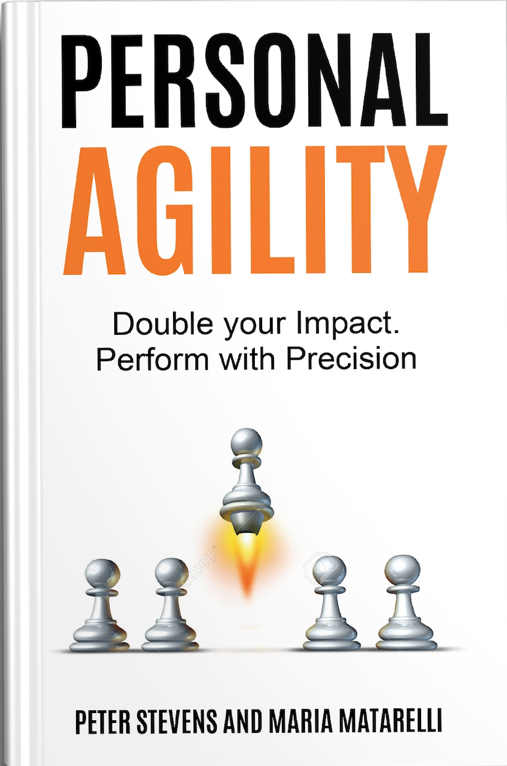 PERSONAL
AGILITY
Double your Impact.
Perform with Precision
PETER STEVENS AND MARIA MATARELLI